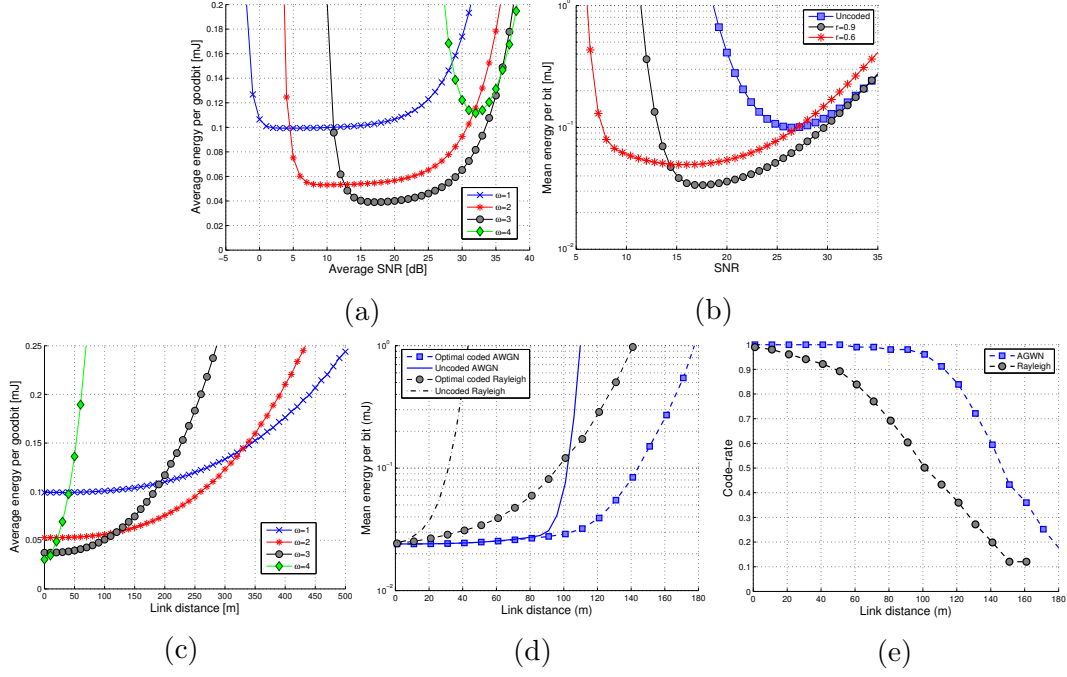 Average energy per goodbit [mJ]
0.2
0.18
0.16
0.14
0.12
0.1
0.08
0.06
0.04
0.02
0
−5 0 5 10 15 20 25 30 35 40
Average SNR [dB]
ω=1
ω=2
ω=3
ω=4
(a)
Mean energy per bit [mJ]
10^0
10^−1
10^−2
5 10 15 20 25 30 35
SNR
Uncoded
r=0.9
r=0.6
(b)
Average energy per goodbit [mJ]
0.25
0.2
0.15
0.1
0.05
0
0 50 100 150 200 250 300 350 400 450 500
Link distance [m]
ω=1
ω=2
ω=3
ω=4
(c)
Mean energy per bit (mJ)
10^0
10^−1
10^−2
0 20 40 60 80 100 120 140 160 180
Link distance (m)
Optimal coded AWGN
Uncoded AWGN
Optimal coded Rayleigh
Uncoded Rayleigh
(d)
Code−rate
1
0.9
0.8
0.7
0.6
0.5
0.4
0.3
0.2
0.1
0 20 40 60 80 100 120 140 160 180
Link distance (m)
AGWN
Rayleigh
(e)